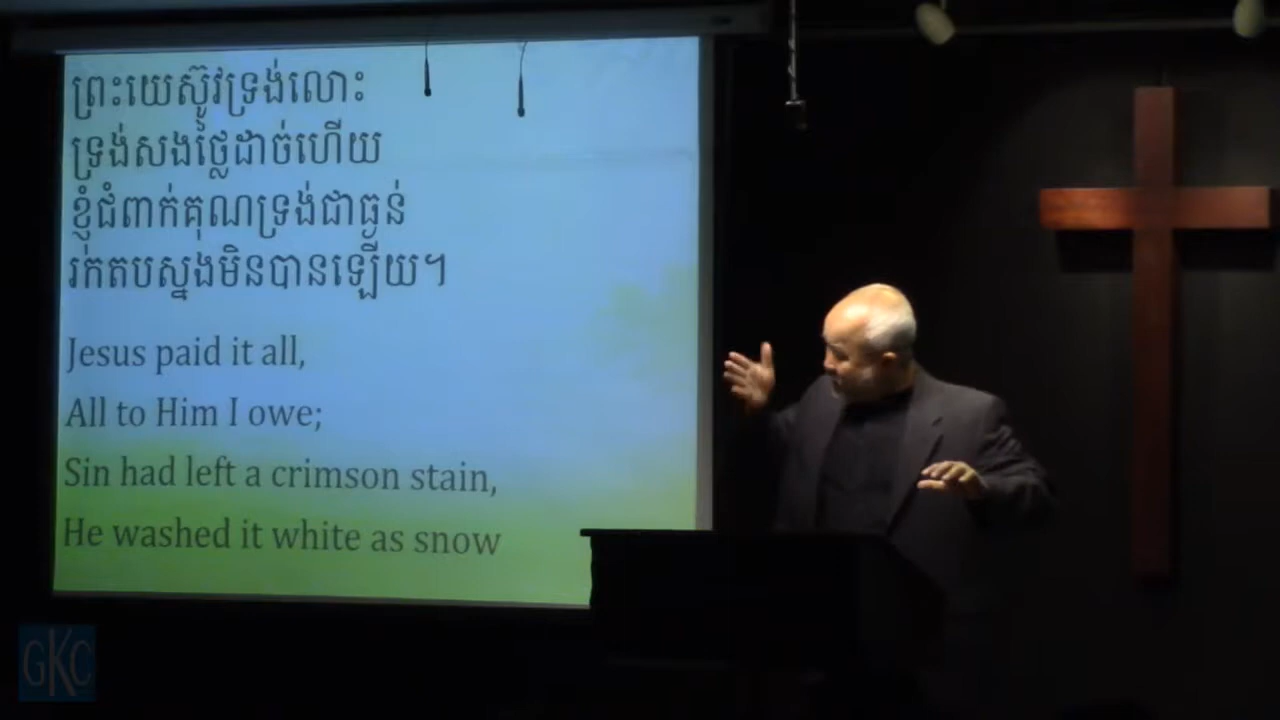 ព្រះយេស៊ូវទ្រង់លោះ
ទ្រង់សងថ្លៃដាច់ហើយ
ខ្ញុំជំពាក់គុណទ្រង់ជាធ្ងន់
រក់តបស្នងមិនបានឡើយ។
Jesus paid it all,
All to Him I owe;
Sin had left a crimson stain,
He washed it white as snow
GKC